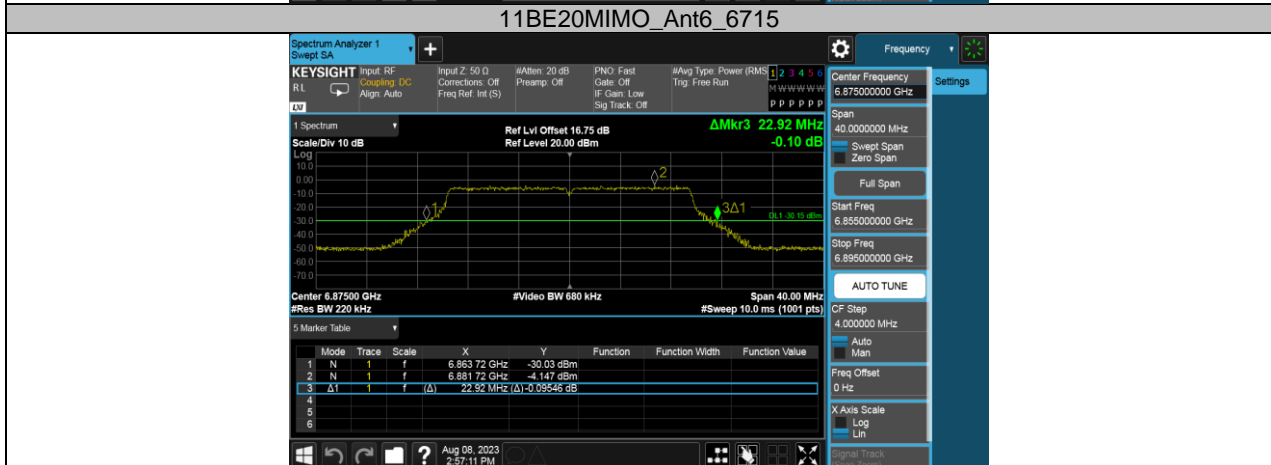 11BE20MIMO_Ant6_6715
Spectrum Analyzer 1
Swept SA
Frequency
KEYSIGHT Input: RF Input Z: 50 Ω #Atten: 20 dB PNO: Fast #Avg Type: Power (RMS 1 2 3 4 5 6
RL Coupling: DC Corrections: Off Preamp: Off Gate: Off Trig: Free Run M W W W W W
Align: Auto Freq Ref: Int (S) IF Gain: Low
LXI Sig Track: Off P P P P P P
1 Spectrum Ref Lvl Offset 16.75 dB ΔMkr3 22.92 MHz
Scale/Div 10 dB Ref Level 20.00 dBm -0.10 dB
Log
10.0
0.00
-10.0
-20.0
-30.0
-40.0
-50.0
-60.0
-70.0
1
2
3Δ1
DL1 -30.15 dBm
Center 6.87500 GHz #Video BW 680 kHz Span 40.00 MHz
#Res BW 220 kHz #Sweep 10.0 ms (1001 pts)
5 Marker Table
Mode Trace Scale X Y Function Function Width Function Value
1 N 1 f 6.863 72 GHz -30.03 dBm
2 N 1 f 6.881 72 GHz -4.147 dBm
3 Δ1 1 f (Δ) 22.92 MHz (Δ) -0.09546 dB
4
5
6
Aug 08, 2023
2:57:11 PM
Center Frequency
6.875000000 GHz
Settings
Span
40.0000000 MHz
Swept Span
Zero Span
Full Span
Start Freq
6.855000000 GHz
Stop Freq
6.895000000 GHz
AUTO TUNE
CF Step
4.000000 MHz
Auto
Man
Freq Offset
0 Hz
X Axis Scale
Log
Lin
Signal Track